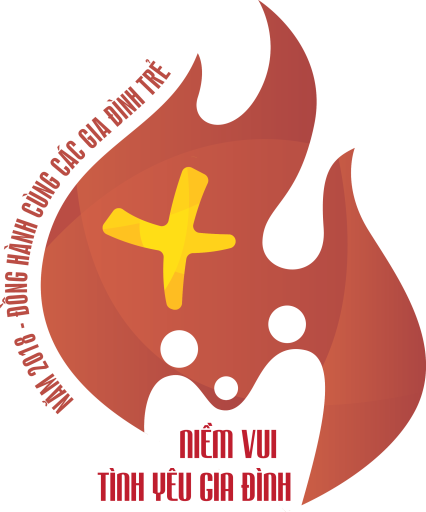 NĂM 2018 - ĐỒNG HÀNH CÙNG CÁC GIA ĐÌNH TRẺ
NIỀM VUI
TÌNH YÊU GIA ĐÌNH